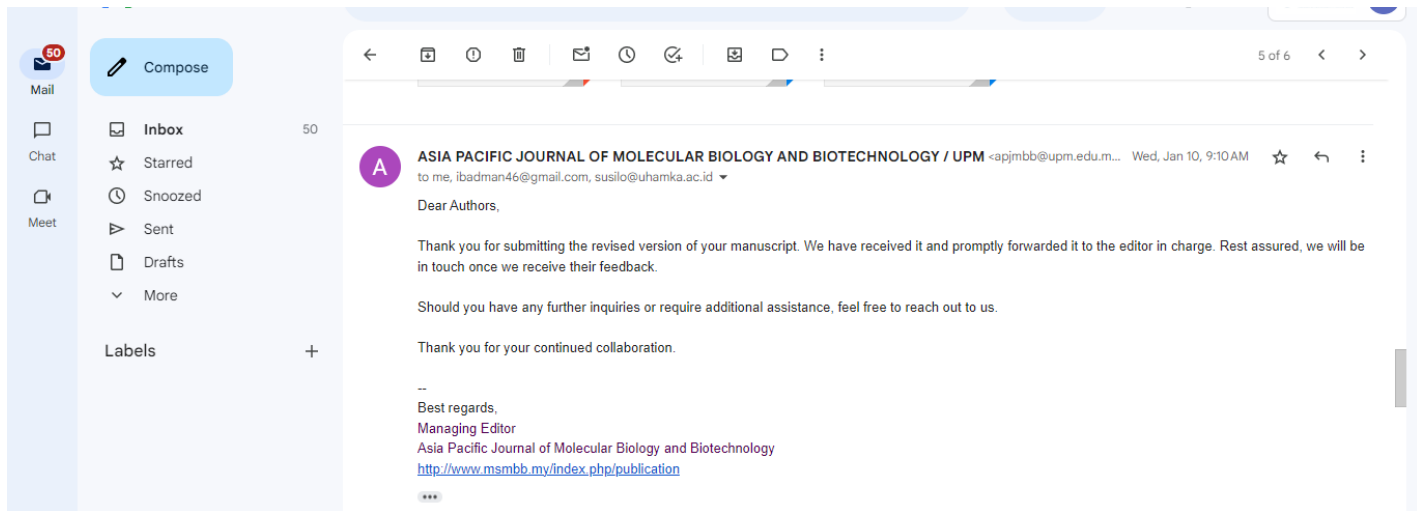 50
Mail
Chat
Meet
Compose
Inbox 50
Starred
Snoozed
Sent
Drafts
More
Labels
5 of 6
A
ASIA PACIFIC JOURNAL OF MOLECULAR BIOLOGY AND BIOTECHNOLOGY / UPM <apjmbb@upm.edu.m... Wed, Jan 10, 9:10 AM
to me, ibadman46@gmail.com, susilo@uhamka.ac.id
Dear Authors,
Thank you for submitting the revised version of your manuscript. We have received it and promptly forwarded it to the editor in charge. Rest assured, we will be
in touch once we receive their feedback.
Should you have any further inquiries or require additional assistance, feel free to reach out to us.
Thank you for your continued collaboration.
--
Best regards,
Managing Editor
Asia Pacific Journal of Molecular Biology and Biotechnology
http://www.msmbb.my/index.php/publication